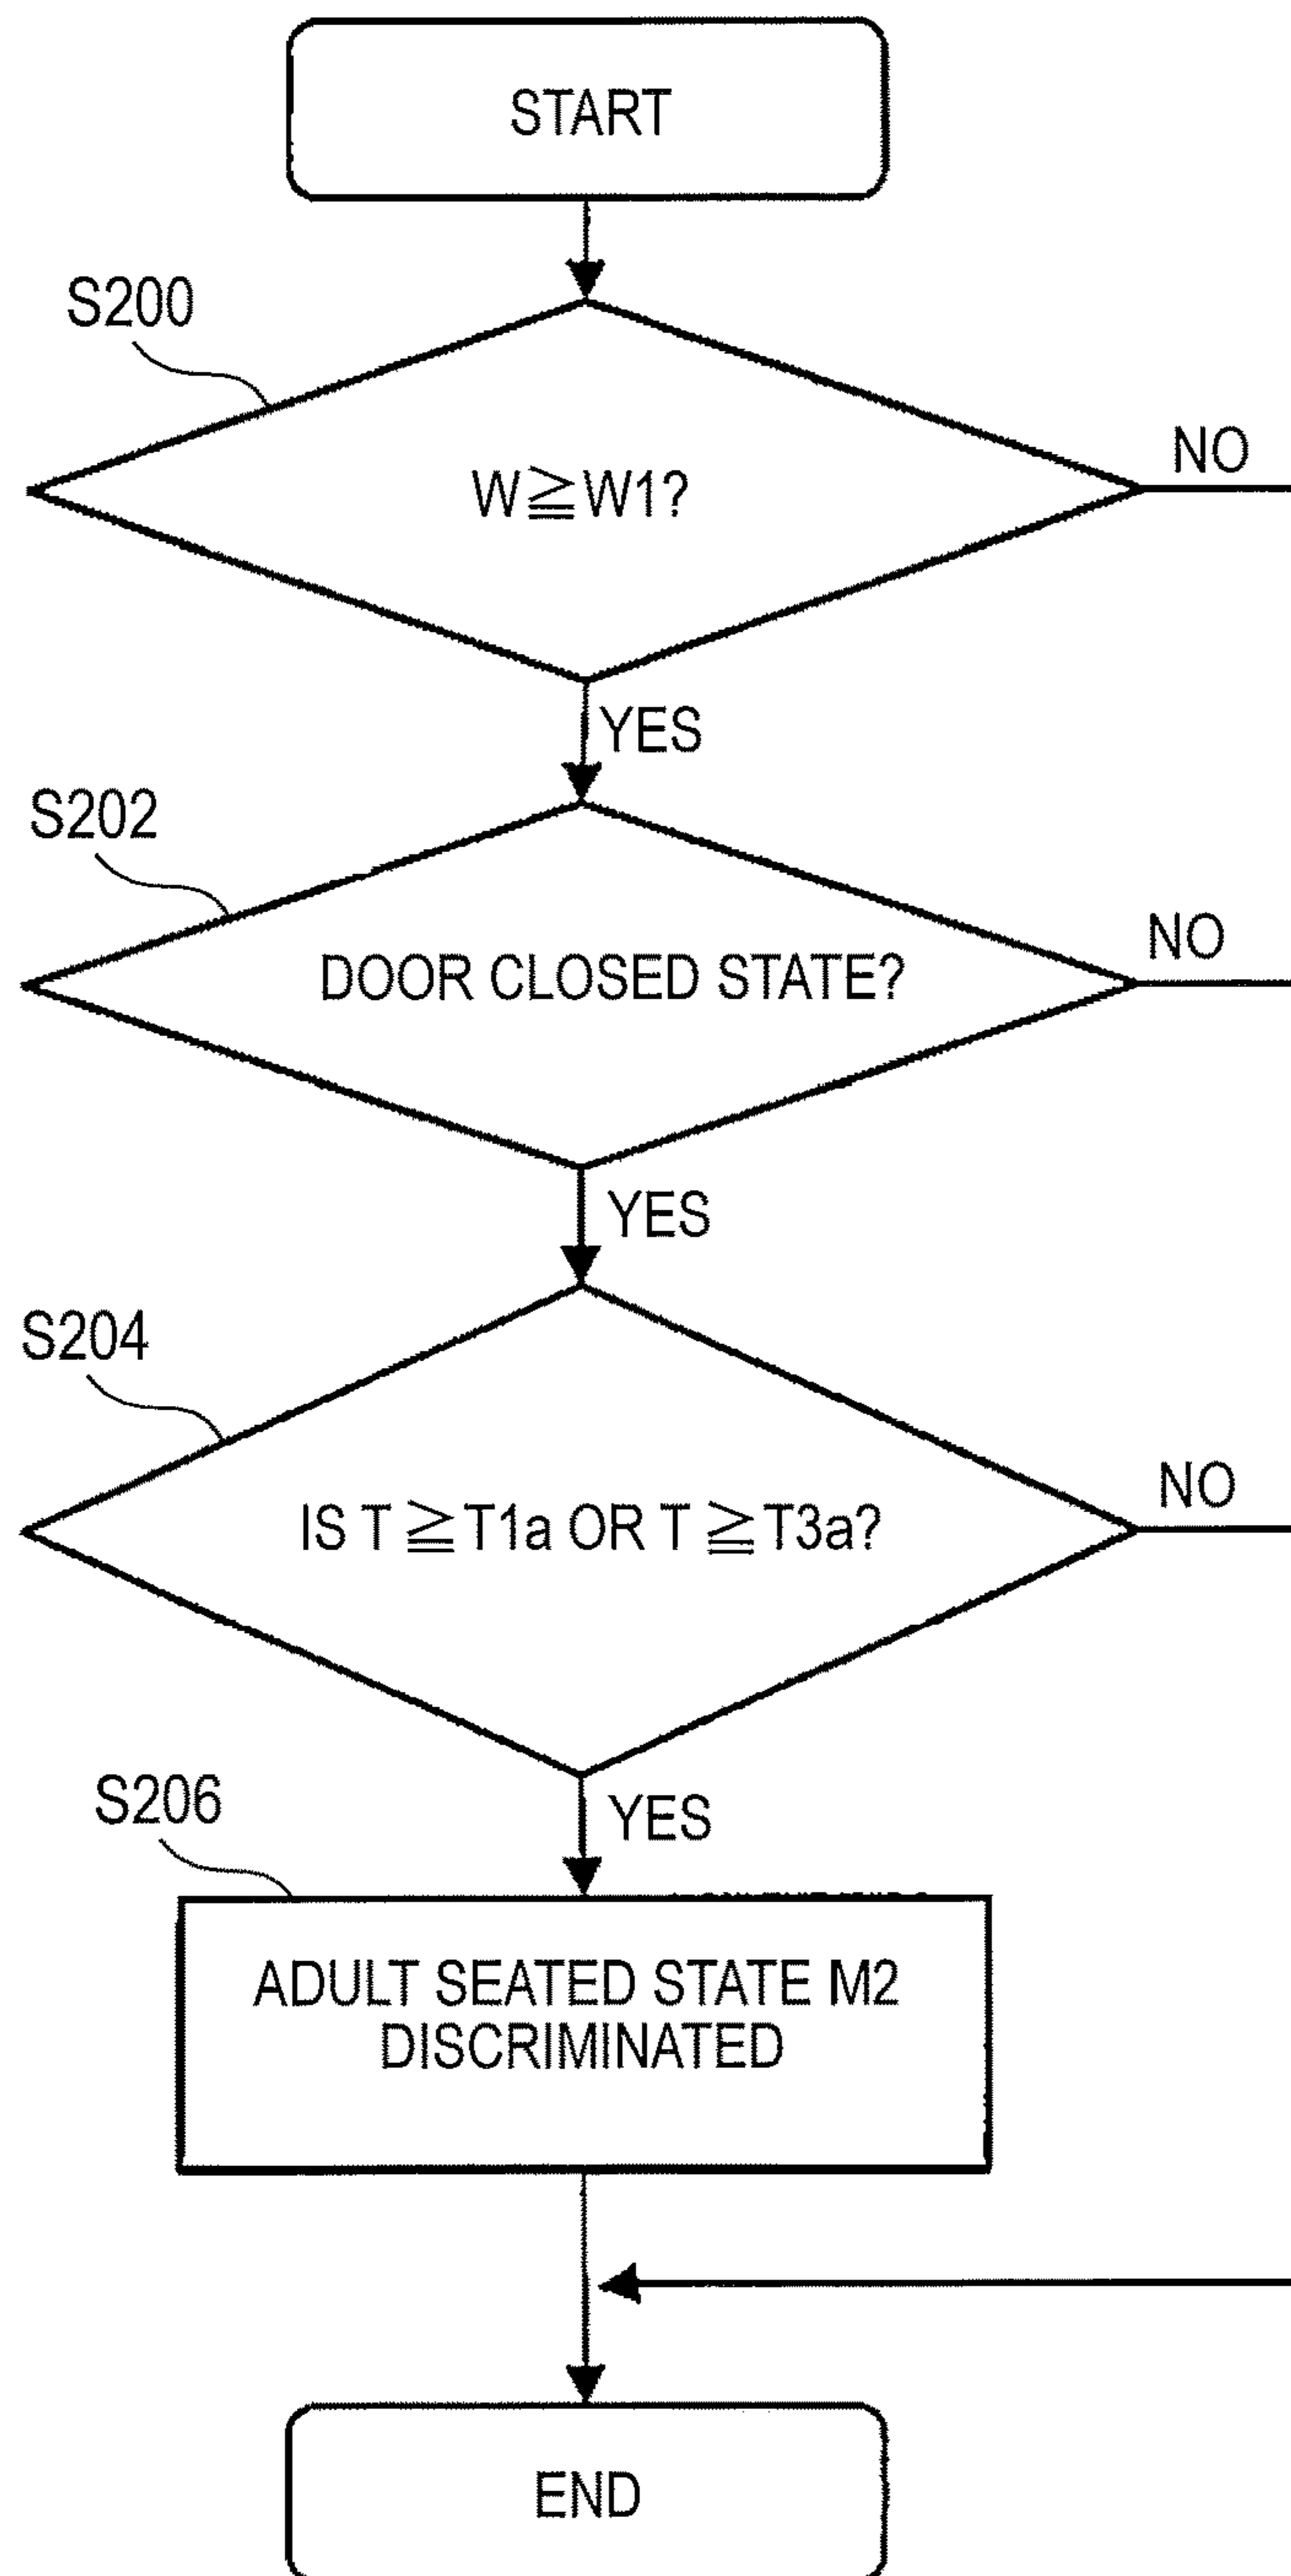 START
S200
W≧W1?
NO
YES
S202
DOOR CLOSED STATE?
NO
YES
S204
IS T ≧ T1a OR T ≧ T3a?
NO
YES
S206
ADULT SEATED STATE M2
DISCRIMINATED
END